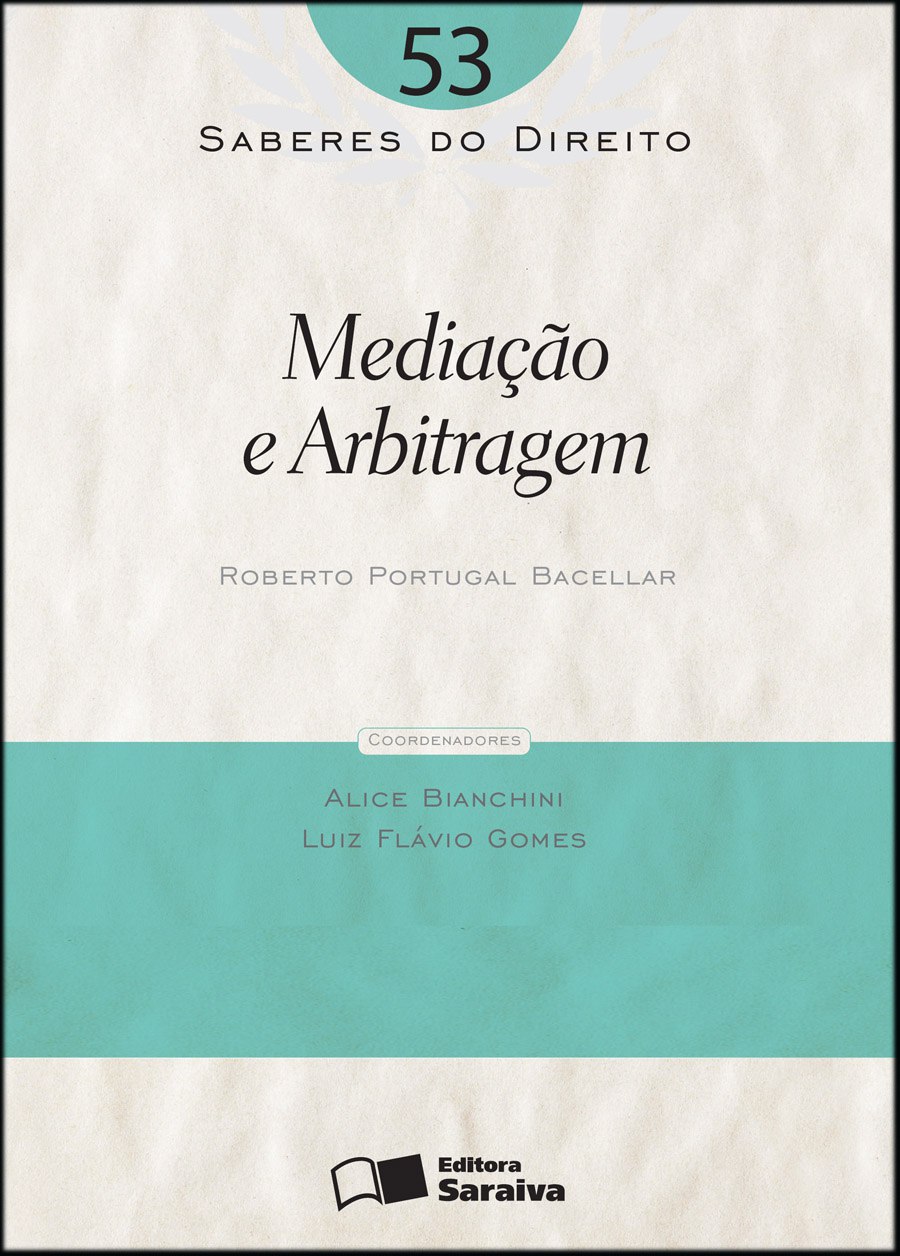 53
Saberes do Direito
Mediação
e Arbitragem
Roberto Portugal Bacellar
Coordenadores
Alice Bianchini
Luiz Flávio Gomes
Editora
Saraiva